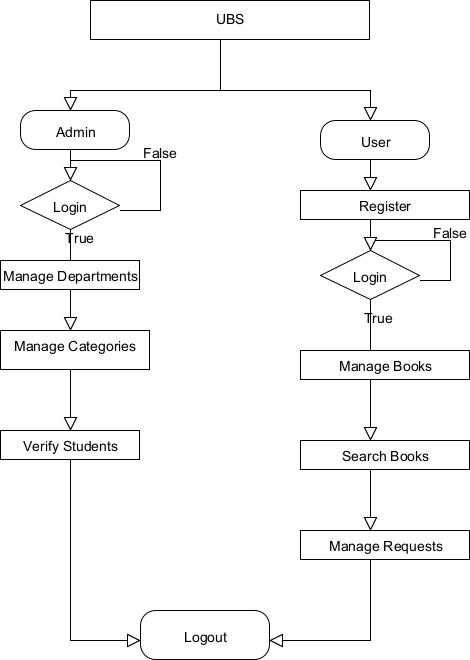 UBS
Admin
User
False
Login
True
Register
False
Login
True
Manage Departments
Manage Categories
Manage Books
Verify Students
Search Books
Manage Requests
Logout